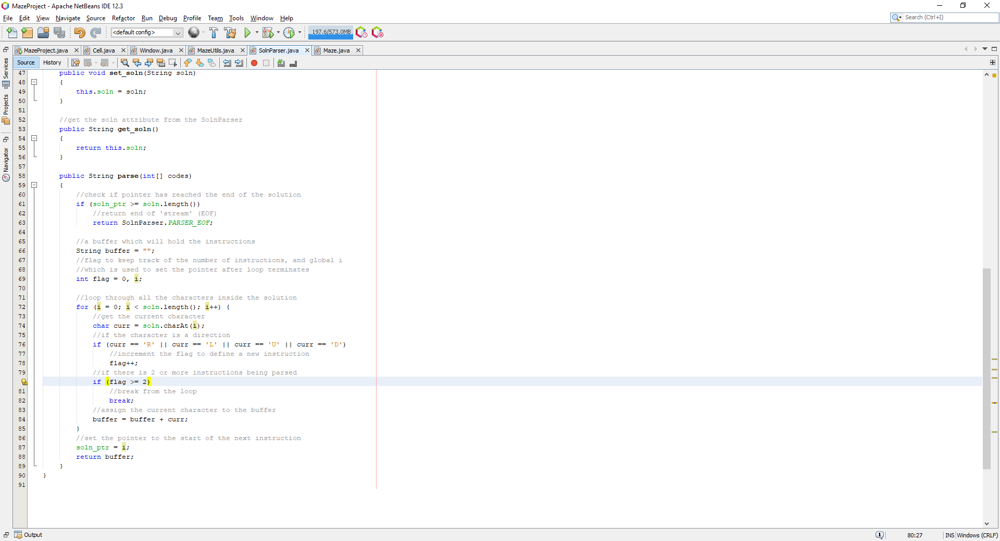 MazeProject - Apache NetBeans IDE 12.3
File Edit View Navigate Source Refactor Run Debug Profile Team Tools Window Help
Search (Ctrl+I)
<default config>
197.6/573.0MB
MazeProject.java Cell.java Window.java MazeUtils.java SolnParser.java Maze.java
Source History
Services
Projects
Navigator
47 public void set_soln(String soln)
48 {
49 this.soln = soln;
50 }
51
52 //get the soln attribute from the SolnParser
53 public String get_soln()
54 {
55 return this.soln;
56 }
57
58 public String parse(int[] codes)
59 {
60 //check if pointer has reached the end of the solution
61 if (soln_ptr >= soln.length())
62 //return end of 'stream' (EOF)
63 return SolnParser.PARSER_EOF;
64
65 //a buffer which will hold the instructions
66 String buffer = "";
67 //flag to keep track of the number of instructions, and global i
68 //which is used to set the pointer after loop terminates
69 int flag = 0, i;
70
71 //loop through all the characters inside the solution
72 for (i = 0; i < soln.length(); i++) {
73 //get the current character
74 char curr = soln.charAt(i);
75 //if the character is a direction
76 if (curr == 'R' || curr == 'L' || curr == 'U' || curr == 'D')
77 //increment the flag to define a new instruction
78 flag++;
79 //if there is 2 or more instructions being parsed
if (flag >= 2)
81 //break from the loop
82 break;
83 //assign the current character to the buffer
84 buffer = buffer + curr;
85 }
86 //set the pointer to the start of the next instruction
87 soln_ptr = i;
88 return buffer;
89 }
90 }
91
Output
1
80:27
INS
Windows (CRLF)